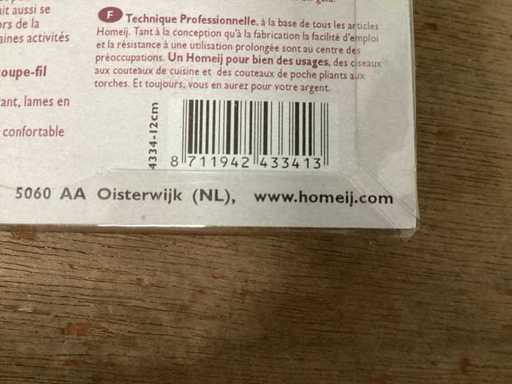 it aussi se
ors de la
aines activités
oupe-fil
ant, lames en
confortable
F Technique Professionnelle, à la base de tous les articles
Homeij. Tant à la conception qu'à la fabrication la facilité d'emploi
et la résistance à une utilisation prolongée sont au centre des
préoccupations. Un Homeij pour bien des usages, des ciseaux
aux couteaux de cuisine et des couteaux de poche pliants aux
torches. Et toujours, vous en aurez pour votre argent.
4334-12cm
8 711942 433413
5060 AA Oisterwijk (NL), www.homeij.com